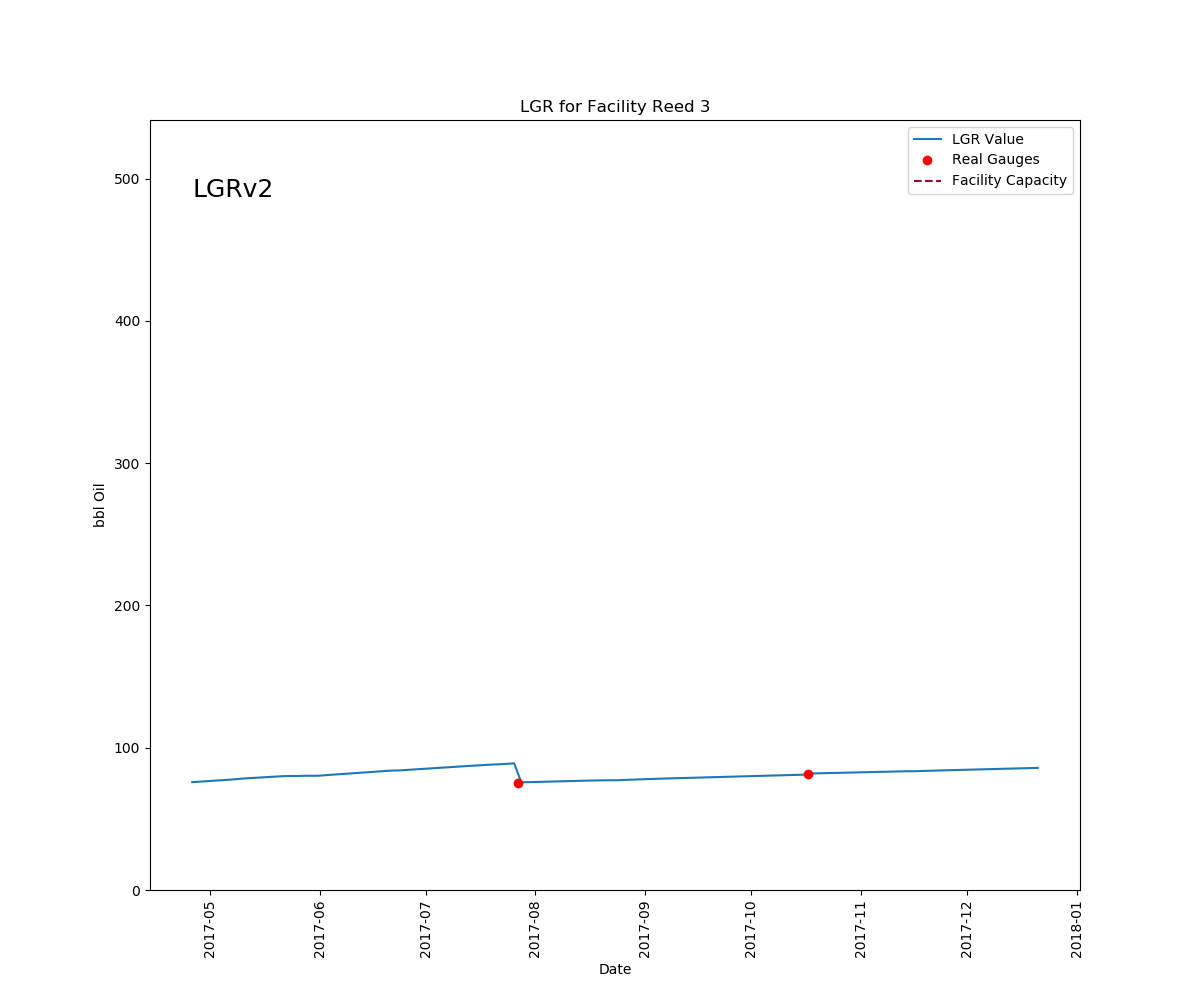 LGR for Facility Reed 3
LGRv2
LGR Value
Real Gauges
Facility Capacity
500
400
300
200
100
0
bbl Oil
2017-05
2017-06
2017-07
2017-08
2017-09
2017-10
2017-11
2017-12
2018-01
Date